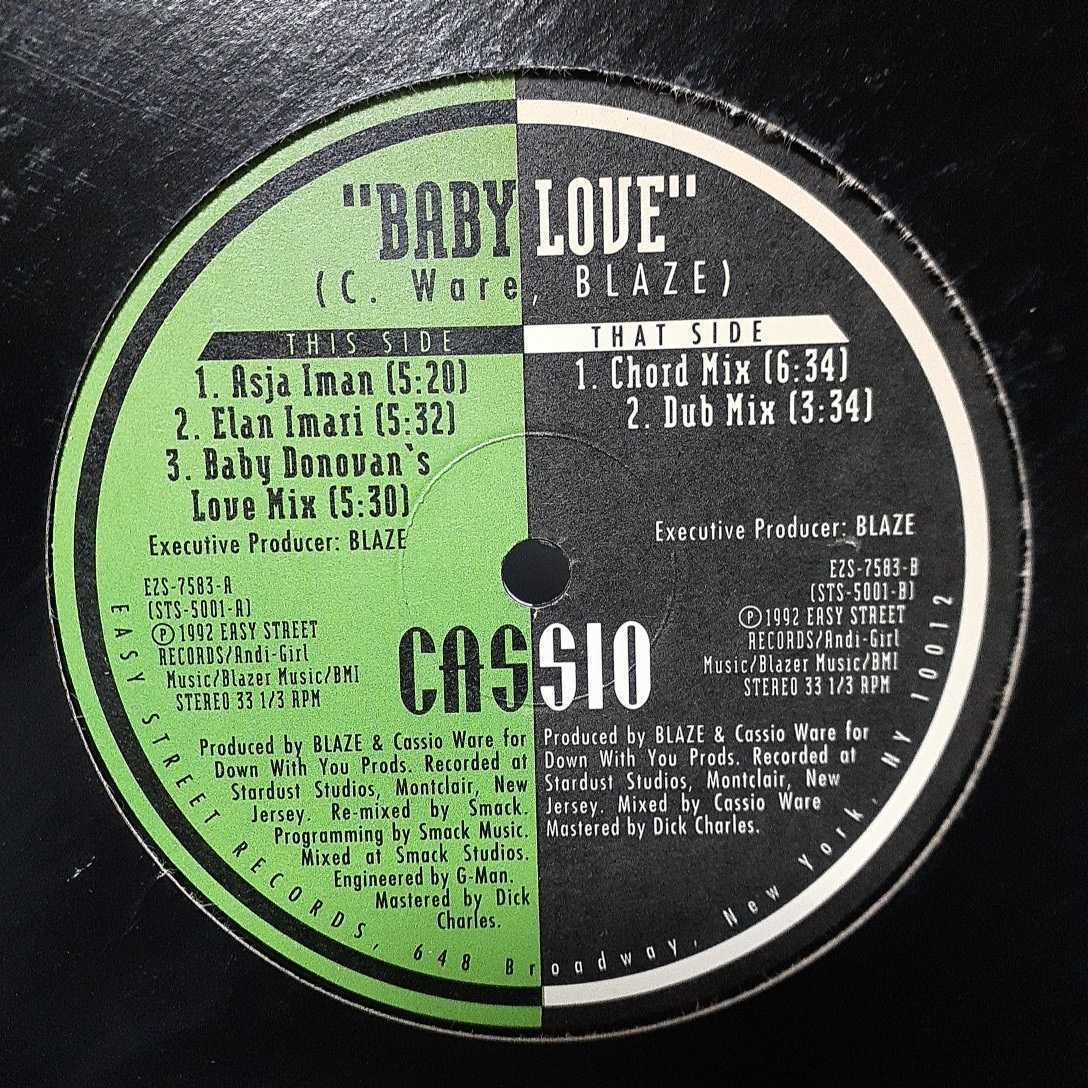 "BABY LOVE"
(C. Ware, BLAZE)
THIS SIDE
1. Asja Iman (5:20)
2. Elan Imari (5:32)
3. Baby Donovan`s
Love Mix (5:30)
Executive Producer: BLAZE
EZS-7583-A
(STS-5001-A)
Ⓟ 1992 EASY STREET
RECORDS/Andi-Girl
Music/Blazer Music/BMI
STEREO 33 1/3 RPM
THAT SIDE
1. Chord Mix (6:34)
2. Dub Mix (3:34)
Executive Producer: BLAZE
EZS-7583-B
(STS-5001-B)
Ⓟ 1992 EASY STREET
RECORDS/Andi-Girl
Music/Blazer Music/BMI
STEREO 33 1/3 RPM
CASSIO
Produced by BLAZE & Cassio Ware for
Down With You Prods. Recorded at
Stardust Studios, Montclair, New
Jersey. Re-mixed by Smack.
Programming by Smack Music.
Mixed at Smack Studios.
Engineered by G-Man.
Mastered by Dick
Charles.
Produced by BLAZE & Cassio Ware for
Down With You Prods. Recorded at
Stardust Studios, Montclair, New
Jersey. Mixed by Cassio Ware
Mastered by Dick Charles.
EASY STREET RECORDS, 648 Broadway, New York, NY 10012